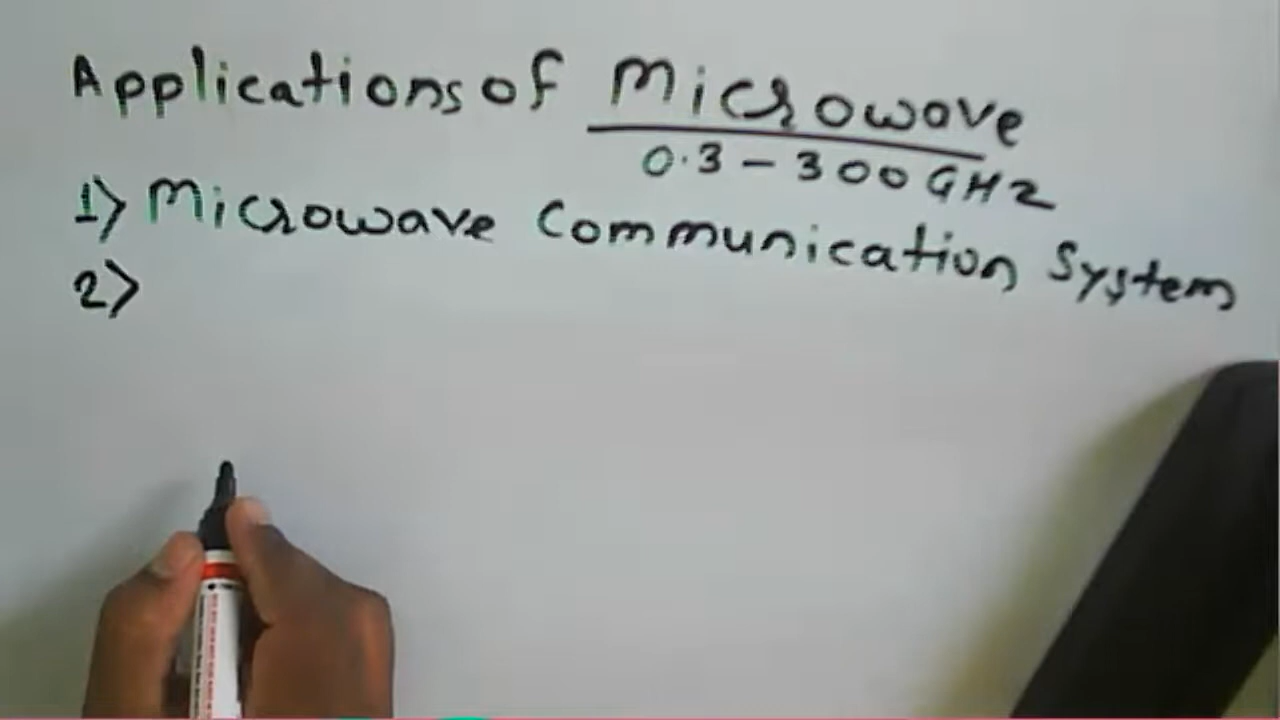 Applications of Microwave
0.3 - 300 GHz
1) Microwave Communication System
2)